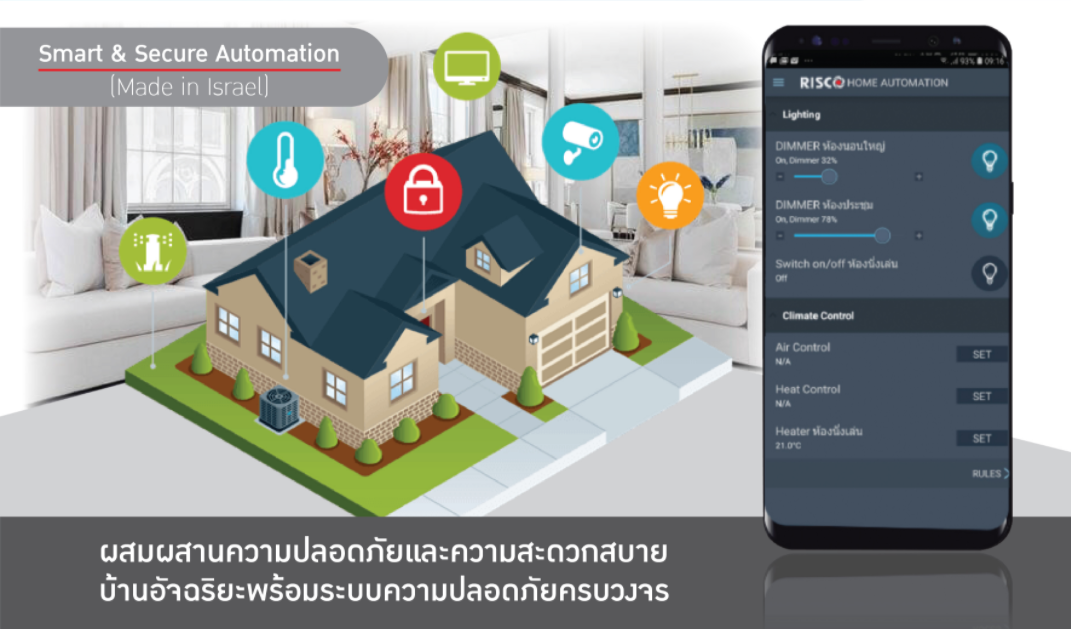 Smart & Secure Automation
(Made in Israel)
93% 09:16
RISCO HOME AUTOMATION
Lighting
DIMMER ห้องนอนใหญ่
On, Dimmer 32%
DIMMER ห้องประชุม
On, Dimmer 78%
Switch on/off ห้องนั่งเล่น
Off
Climate Control
Air Control
N/A
SET
Heat Control
N/A
SET
Heater ห้องนั่งเล่น
21.0°C
SET
RULES
ผสมผสานความปลอดภัยและความสะดวกสบาย
บ้านอัจฉริยะพร้อมระบบความปลอดภัยครบวงจร